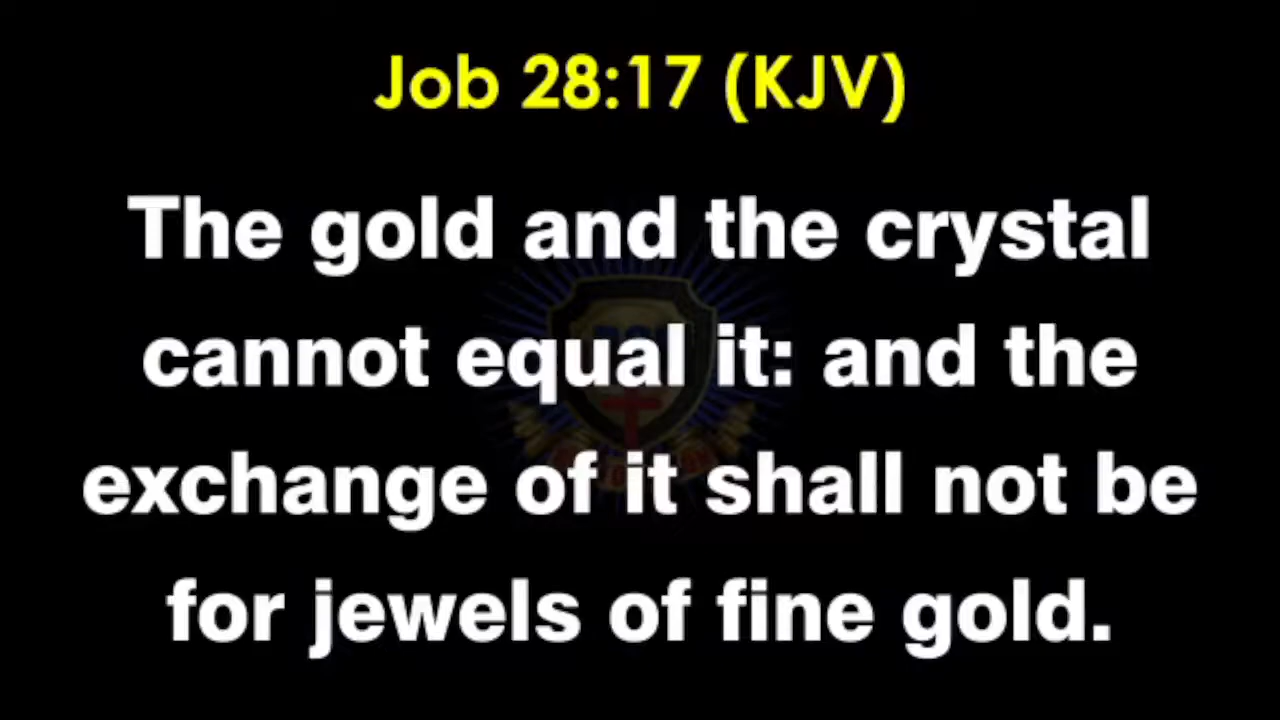 Job 28:17 (KJV)
The gold and the crystal
cannot equal it: and the
exchange of it shall not be
for jewels of fine gold.